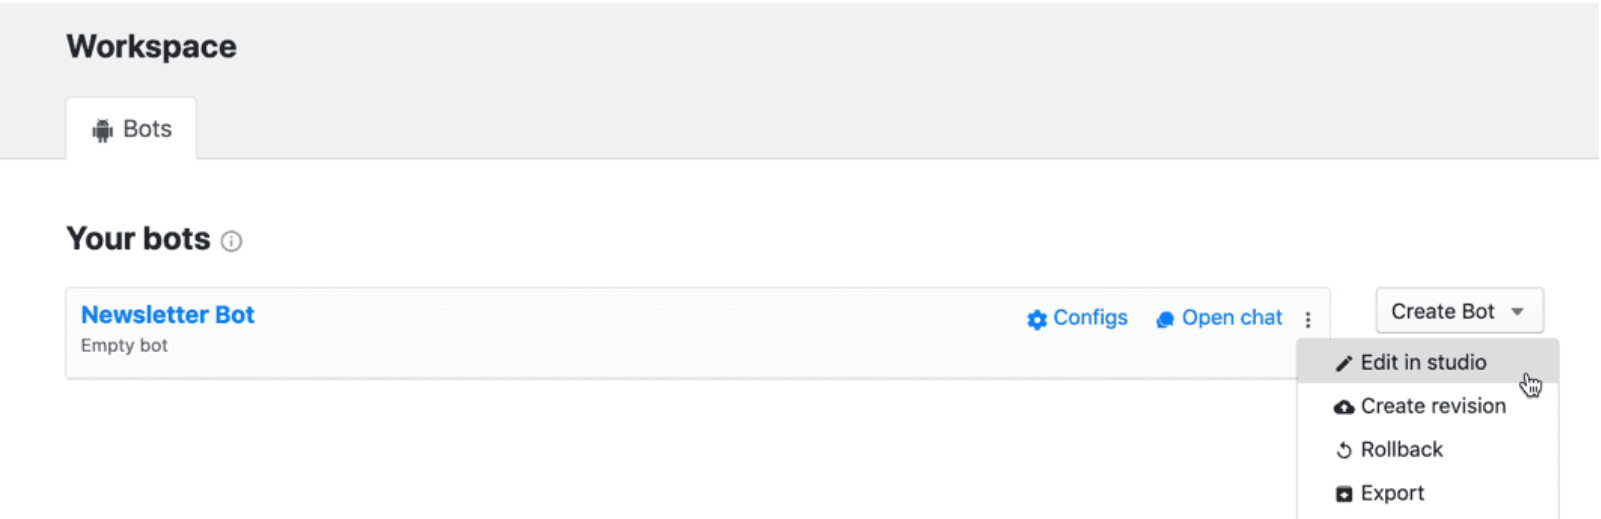 Workspace
Bots
Your bots
Newsletter Bot
Configs
Open chat
Create Bot
Empty bot
Edit in studio
Create revision
Rollback
Export